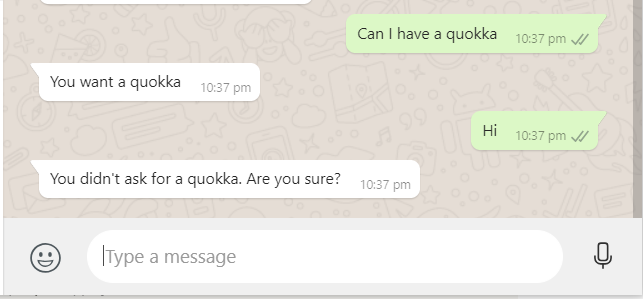 Can I have a quokka 10:37 pm
You want a quokka 10:37 pm
Hi 10:37 pm
You didn't ask for a quokka. Are you sure? 10:37 pm
Type a message